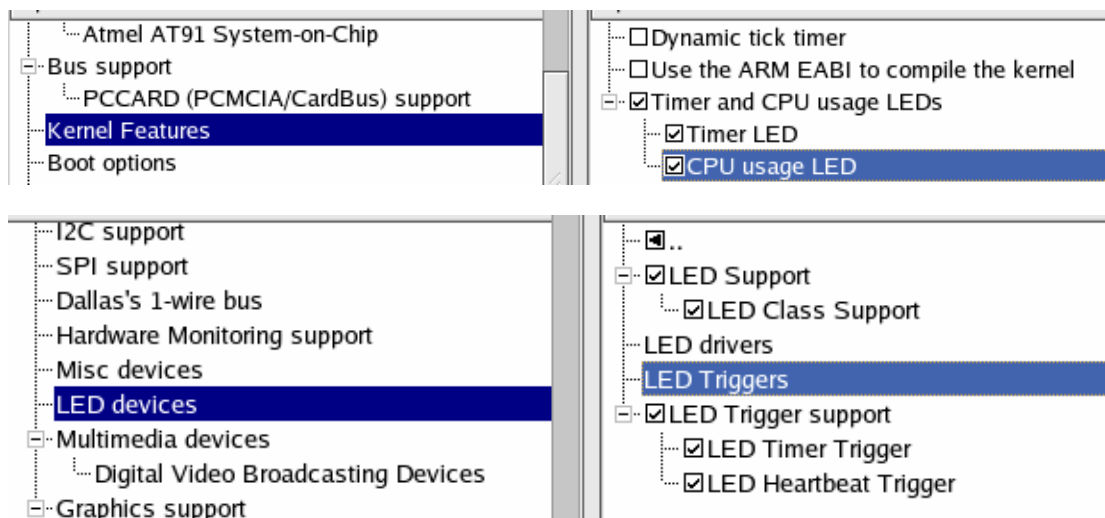 Atmel AT91 System-on-Chip
Bus support
PCCARD (PCMCIA/CardBus) support
Kernel Features
Boot options
Dynamic tick timer
Use the ARM EABI to compile the kernel
Timer and CPU usage LEDs
Timer LED
CPU usage LED
I2C support
SPI support
Dallas's 1-wire bus
Hardware Monitoring support
Misc devices
LED devices
Multimedia devices
Digital Video Broadcasting Devices
Graphics support
..
LED Support
LED Class Support
LED drivers
LED Triggers
LED Trigger support
LED Timer Trigger
LED Heartbeat Trigger